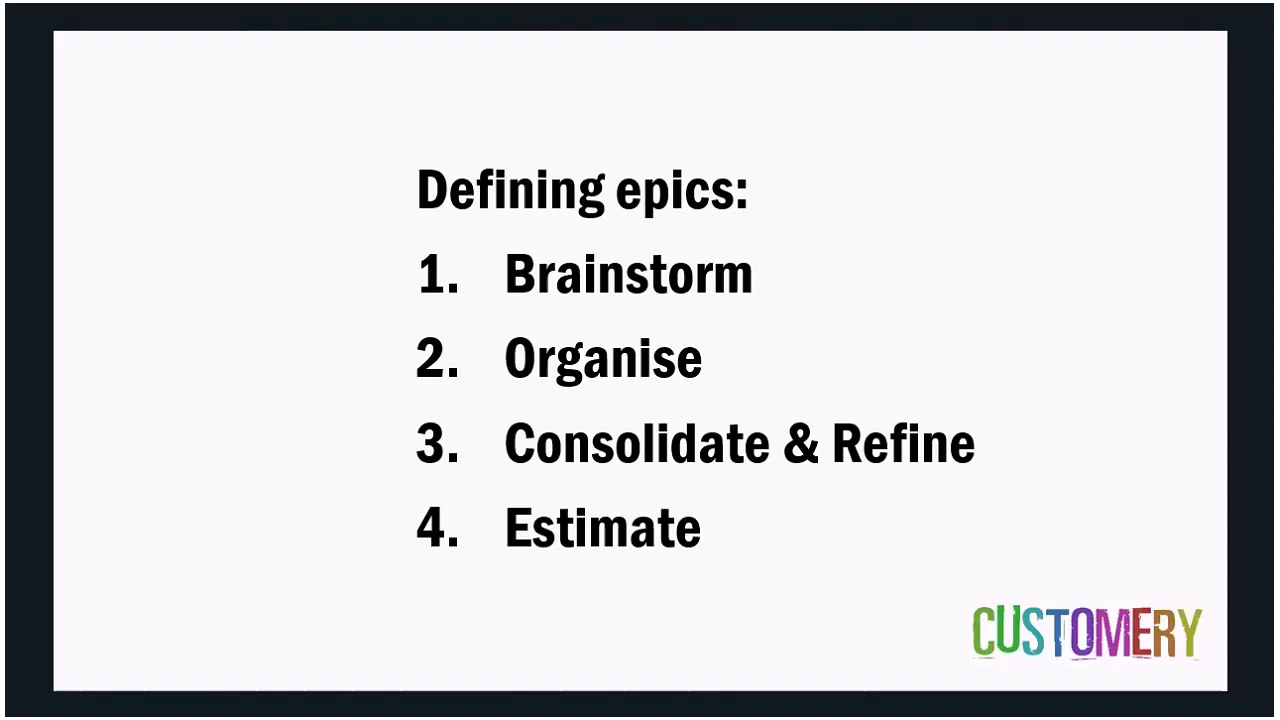 Defining epics:
1. Brainstorm
2. Organise
3. Consolidate & Refine
4. Estimate
CUSTOMERY